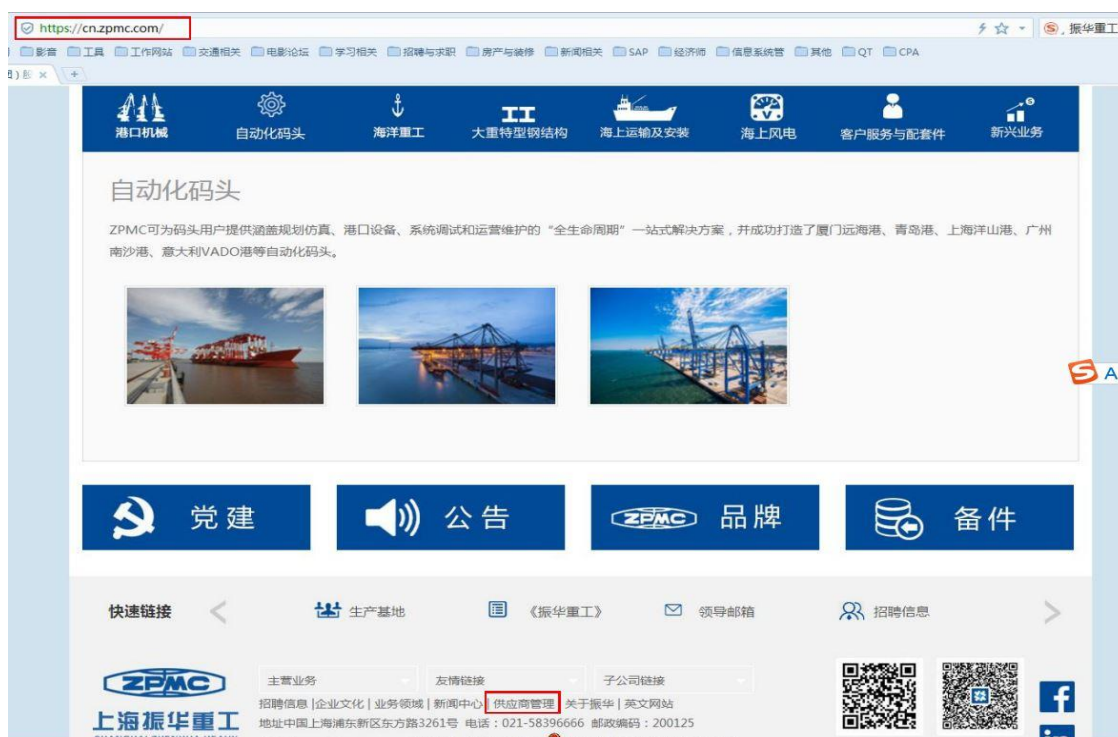 https://cn.zpmc.com/
，振华重工
影音 工具 工作网站 交通相关 电影论坛 学习相关 招聘与求职 房产与装修 新闻相关 SAP 经济师 信息系统管 其他 QT CPA
港口机械 自动化码头 海洋重工 大重特型钢结构 海上运输及安装 海上风电 客户服务与配套件 新兴业务
自动化码头
ZPMC可为码头用户提供涵盖规划仿真、港口设备、系统调试和运营维护的“全生命周期”一站式解决方案，并成功打造了厦门远海港、青岛港、上海洋山港、广州
南沙港、意大利VADO港等自动化码头。
党建 公告 ZPMC 品牌 备件
快速链接 生产基地 《振华重工》 领导邮箱 招聘信息
ZPMC 主营业务 友情链接 子公司链接
招聘信息 |企业文化 | 业务领域 | 新闻中心 | 供应商管理 关于振华 | 英文网站
上海振华重工 地址中国上海浦东新区东方路3261号 电话：021-58396666 邮政编码：200125